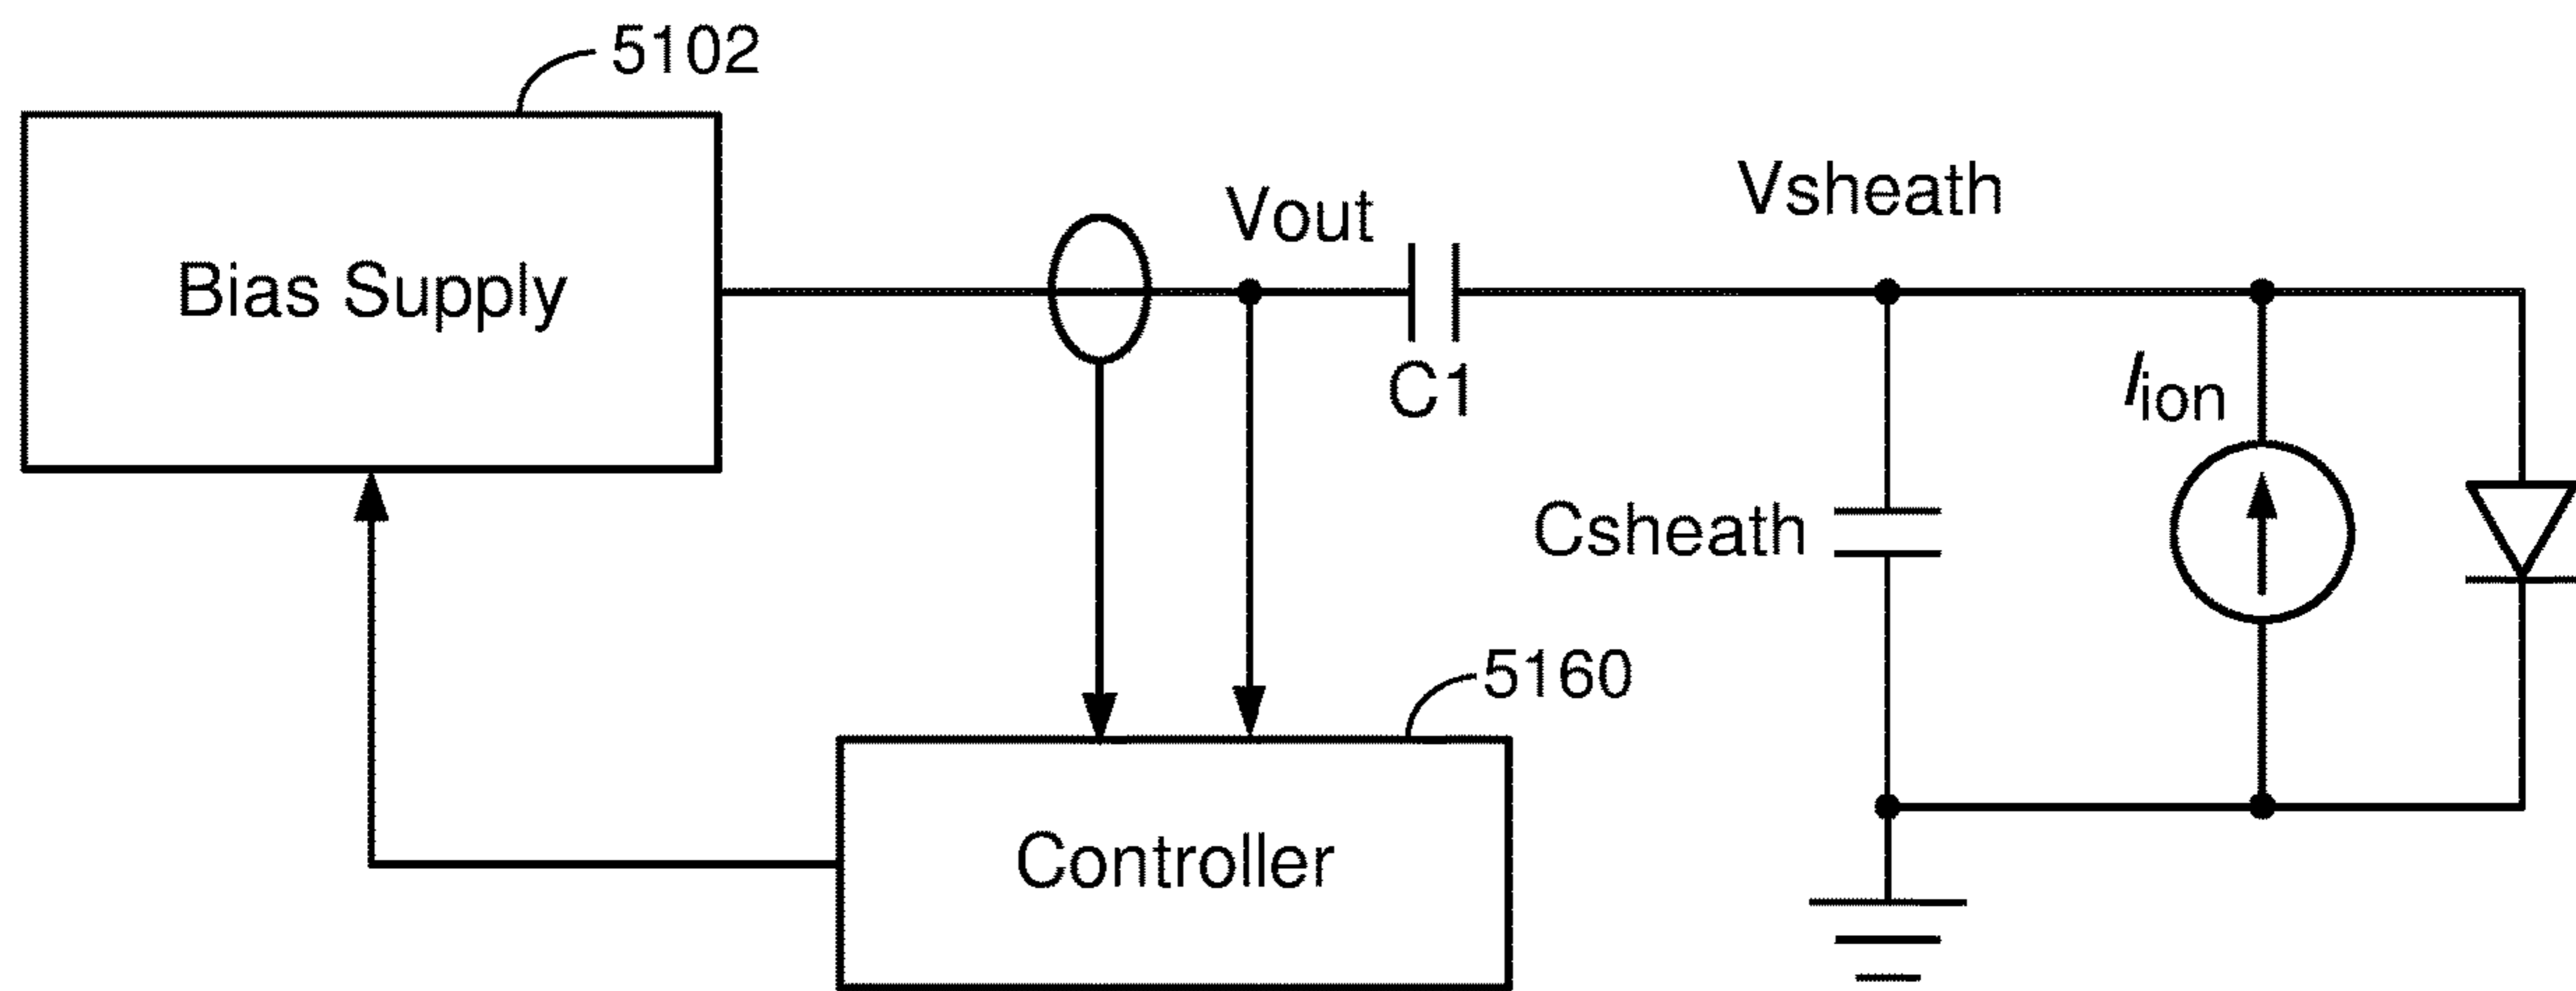 5102
Bias Supply
Vout
Vsheath
C1
Iion
Csheath
5160
Controller